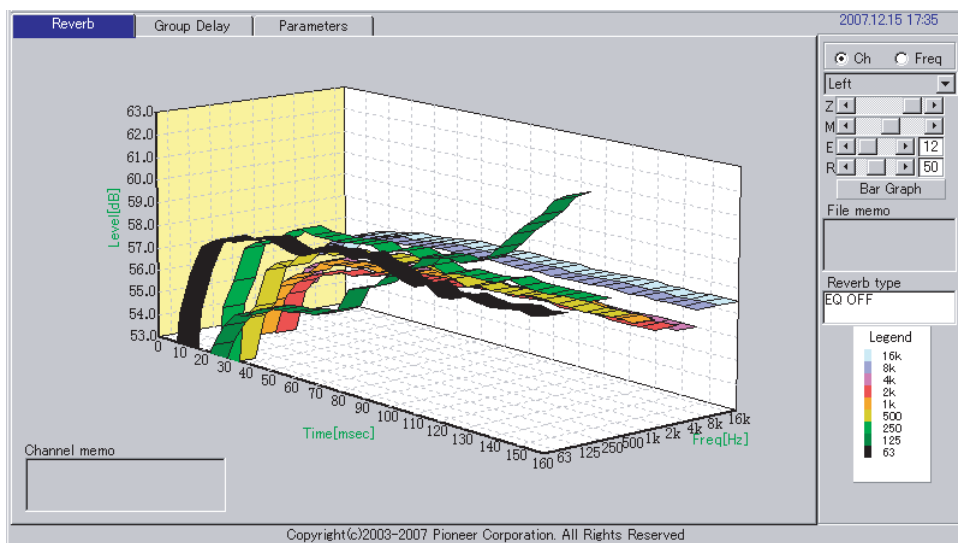 Reverb Group Delay Parameters 2007.12.15 17:35
Ch Freq
Left
Z
M
E 12
R 50
Bar Graph
File memo
Reverb type
EQ OFF
Legend
16k
8k
4k
2k
1k
500
250
125
63
Level[dB]
63.0
62.0
61.0
60.0
59.0
58.0
57.0
56.0
55.0
54.0
53.0
0 10 20 30 40 50 60 70 80 90 100 110 120 130 140 150 160
Time[msec]
63 125 250 500 1k 2k 4k 8k 16k
Freq[Hz]
Channel memo
Copyright(c)2003-2007 Pioneer Corporation. All Rights Reserved